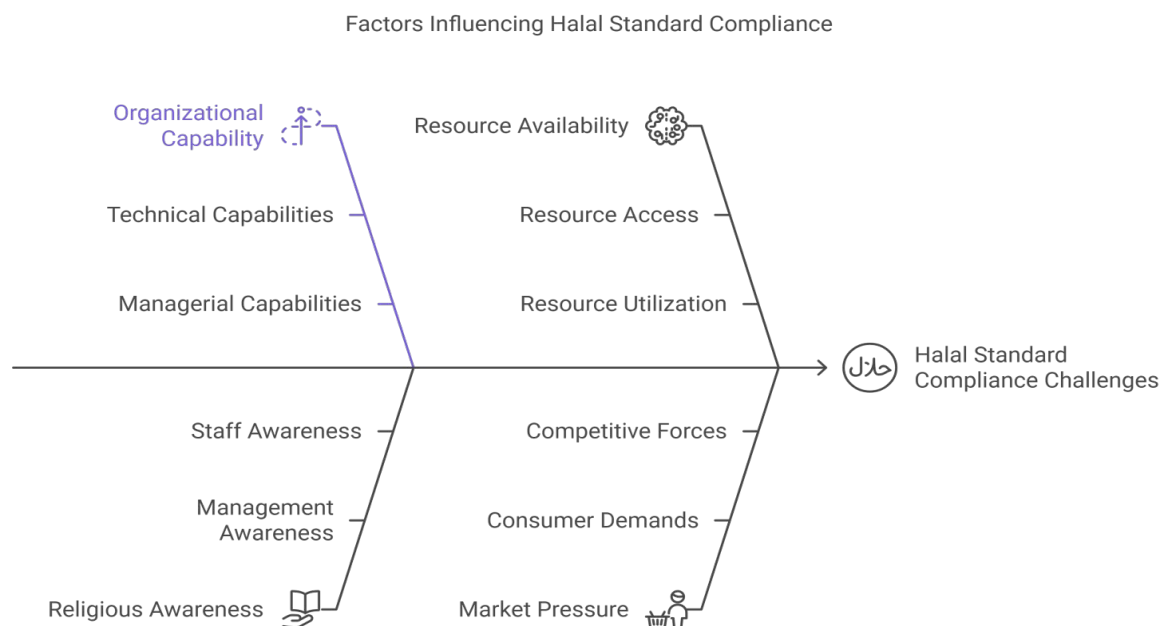 Factors Influencing Halal Standard Compliance
Organizational
Capability
Resource Availability
Technical Capabilities
Resource Access
Managerial Capabilities
Resource Utilization
حلال
Halal Standard
Compliance Challenges
Staff Awareness
Competitive Forces
Management
Awareness
Consumer Demands
Religious Awareness
Market Pressure